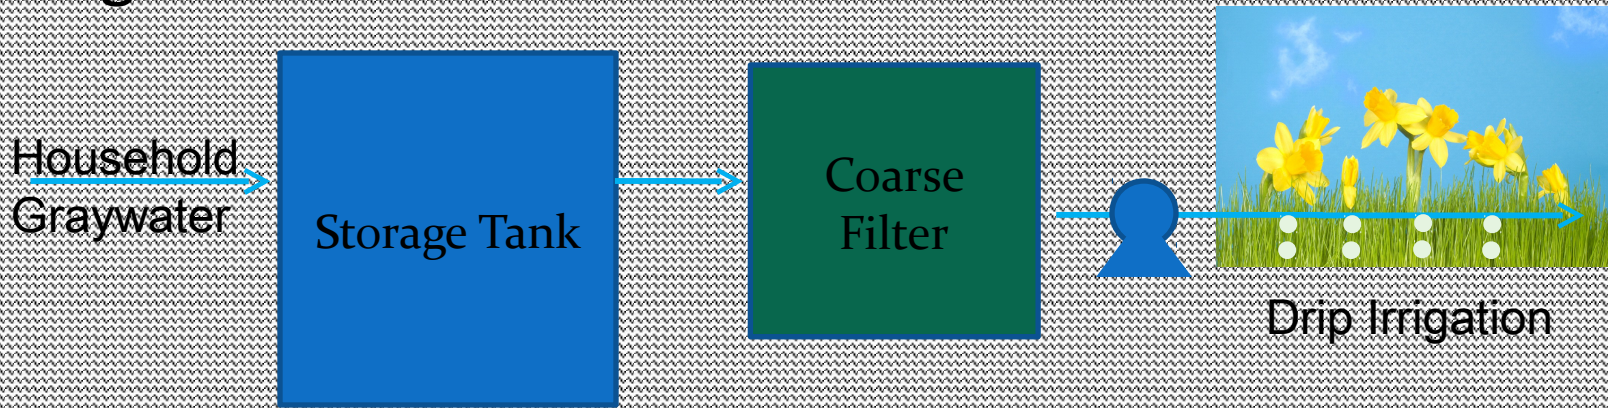 Household
Graywater
Storage Tank
Coarse
Filter
Drip Irrigation